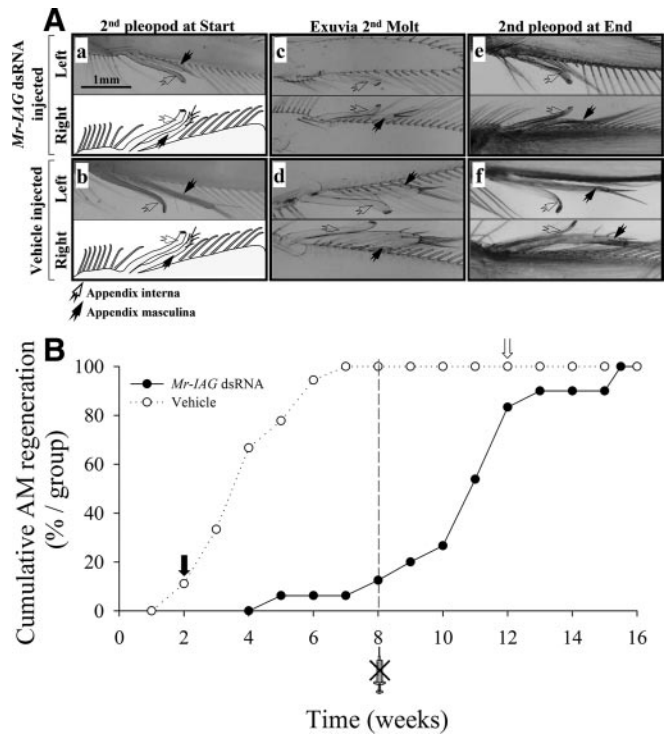 A
2nd pleopod at Start
Exuvia 2nd Molt
2nd pleopod at End
Mr-IAG dsRNA
injected
Left
Right
a
1mm
c
e
Vehicle injected
Left
Right
b
d
f
Appendix interna
Appendix masculina
B
Cumulative AM regeneration
(% / group)
100
80
60
40
20
0
Mr-IAG dsRNA
Vehicle
0 2 4 6 8 10 12 14 16
Time (weeks)